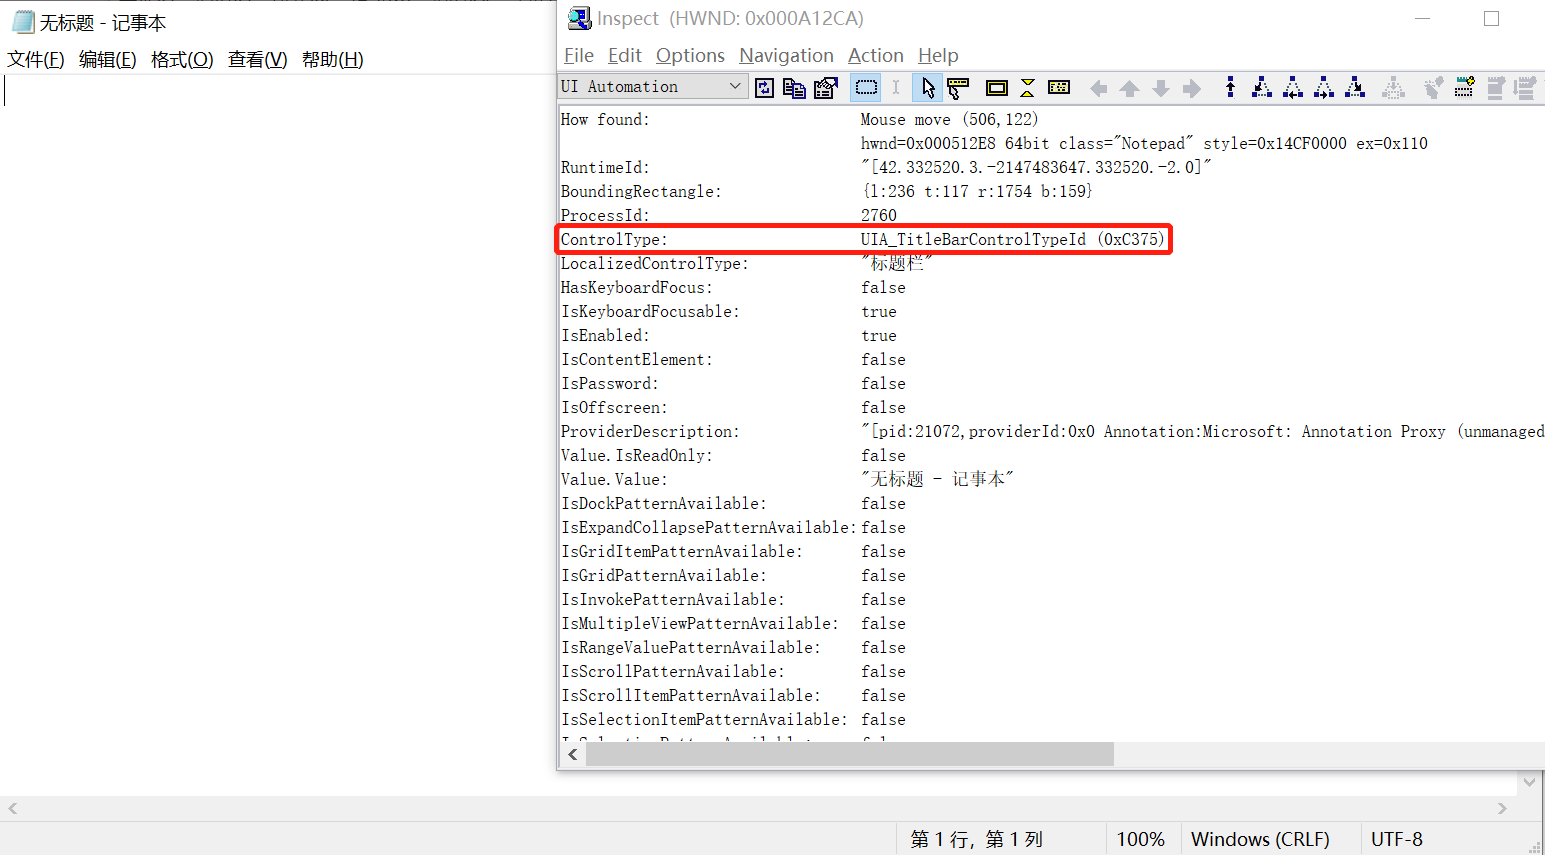 无标题 - 记事本
文件(F) 编辑(E) 格式(O) 查看(V) 帮助(H)
Inspect (HWND: 0x000A12CA)
File Edit Options Navigation Action Help
UI Automation
How found: Mouse move (506,122)
hwnd=0x000512E8 64bit class="Notepad" style=0x14CF0000 ex=0x110
RuntimeId: "[42.332520.3.-2147483647.332520.-2.0]"
BoundingRectangle: {l:236 t:117 r:1754 b:159}
ProcessId: 2760
ControlType: UIA_TitleBarControlTypeId (0xC375)
LocalizedControlType: "标题栏"
HasKeyboardFocus: false
IsKeyboardFocusable: true
IsEnabled: true
IsContentElement: false
IsPassword: false
IsOffscreen: false
ProviderDescription: "[pid:21072,providerId:0x0 Annotation:Microsoft: Annotation Proxy (unmanaged
Value.IsReadOnly: false
Value.Value: "无标题 - 记事本"
IsDockPatternAvailable: false
IsExpandCollapsePatternAvailable: false
IsGridItemPatternAvailable: false
IsGridPatternAvailable: false
IsInvokePatternAvailable: false
IsMultipleViewPatternAvailable: false
IsRangeValuePatternAvailable: false
IsScrollPatternAvailable: false
IsScrollItemPatternAvailable: false
IsSelectionItemPatternAvailable: false
第 1 行，第 1 列 100% Windows (CRLF) UTF-8